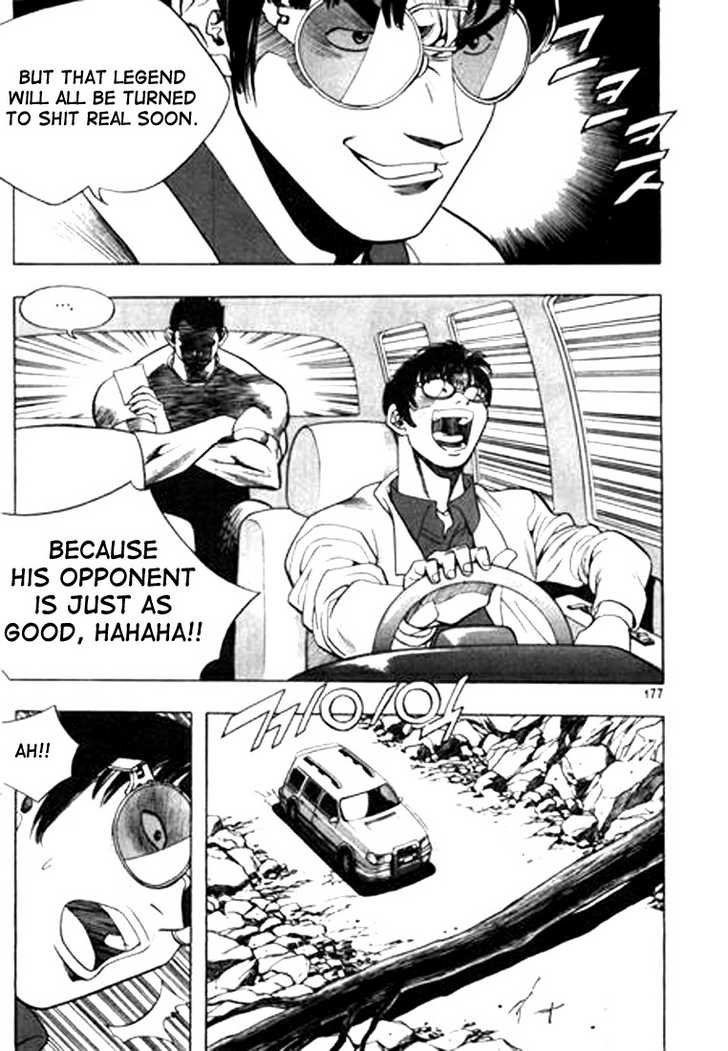 BUT THAT LEGEND
WILL ALL BE TURNED
TO SHIT REAL SOON.
...
BECAUSE
HIS OPPONENT
IS JUST AS
GOOD, HAHAHA!!
177
AH!!